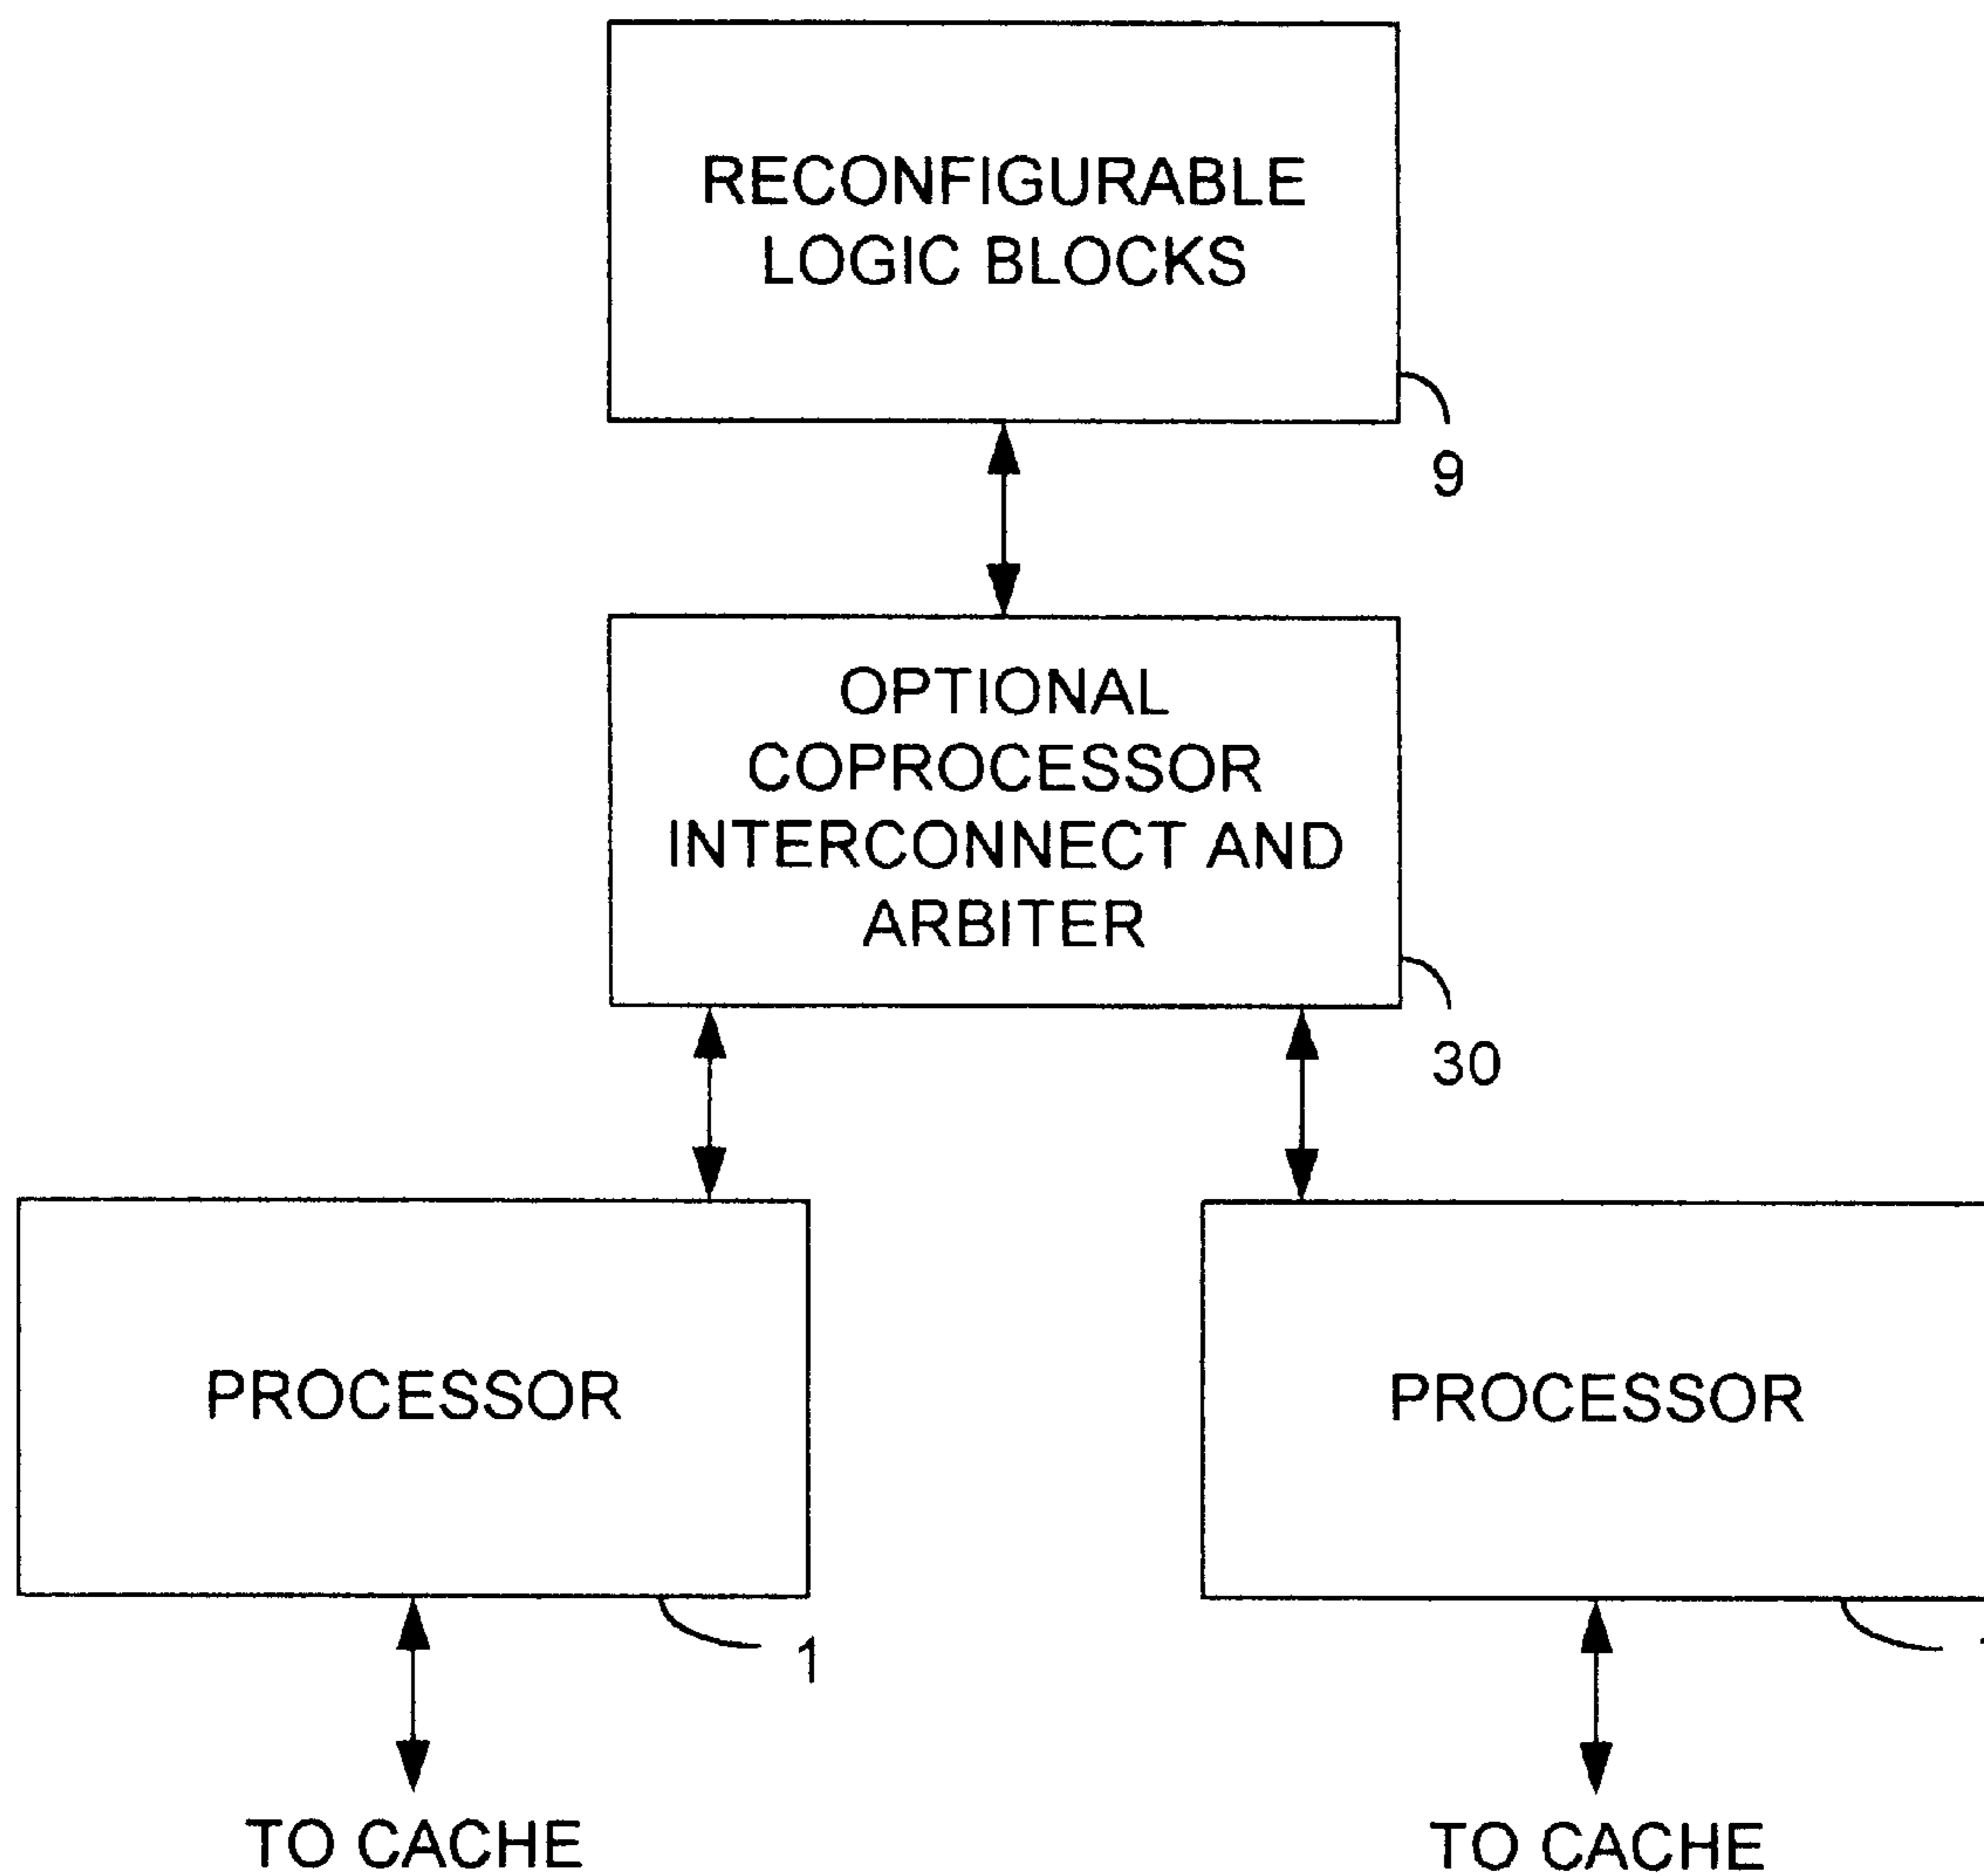 RECONFIGURABLE
LOGIC BLOCKS
9
OPTIONAL
COPROCESSOR
INTERCONNECT AND
ARBITER
30
PROCESSOR
PROCESSOR
1
TO CACHE
TO CACHE